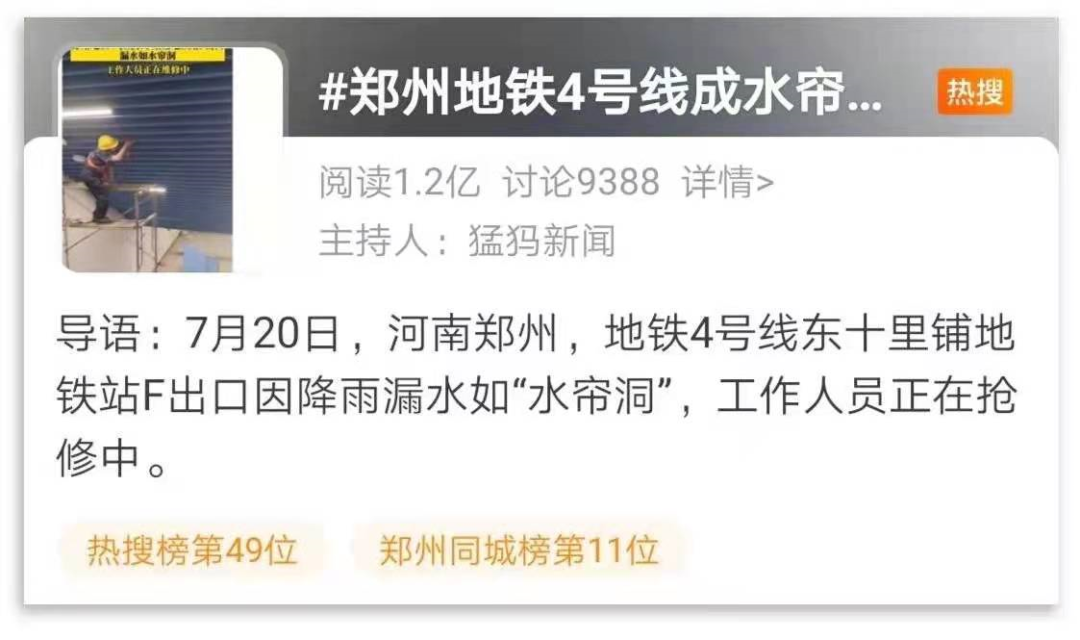 漏水如水帘洞
工作人员正在维修中
#郑州地铁4号线成水帘...
热搜
阅读1.2亿 讨论9388 详情>
主持人：猛犸新闻
导语：7月20日，河南郑州，地铁4号线东十里铺地
铁站F出口因降雨漏水如“水帘洞”，工作人员正在抢
修中。
热搜榜第49位
郑州同城榜第11位